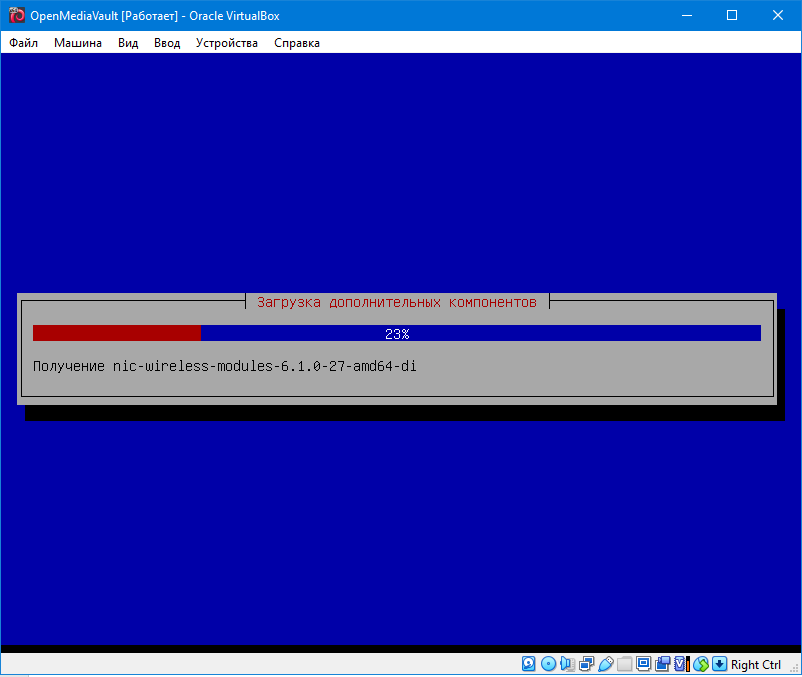 OpenMediaVault [Работает] - Oracle VirtualBox
Файл Машина Вид Ввод Устройства Справка
Загрузка дополнительных компонентов
23%
Получение nic-wireless-modules-6.1.0-27-amd64-di
Right Ctrl